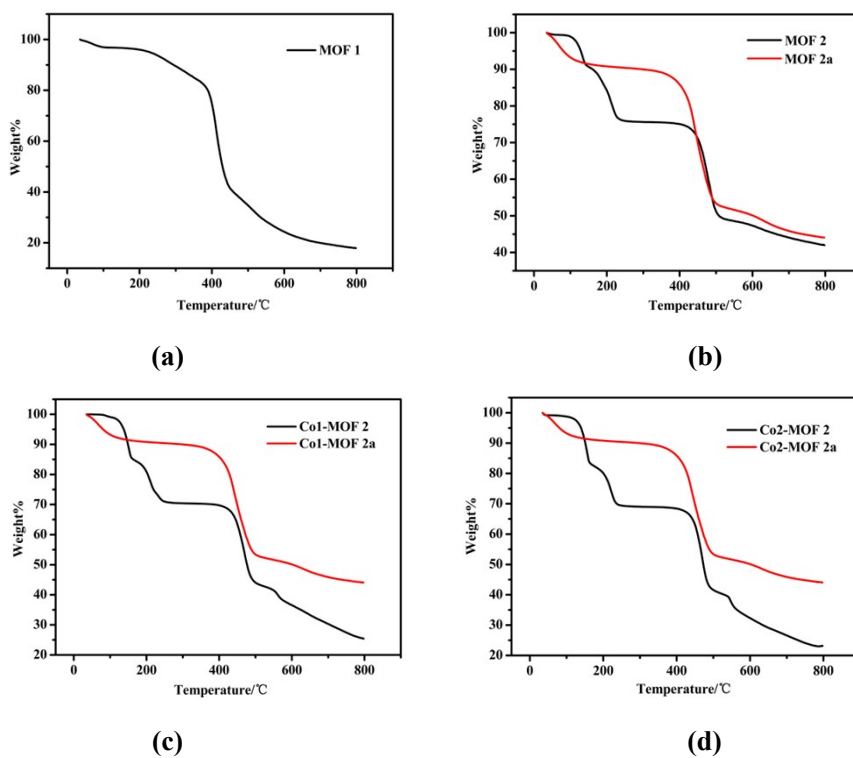 100
80
60
40
20
Weight%
MOF 1
0
200
400
600
800
Temperature/℃
(a)
100
90
80
70
60
50
40
Weight%
MOF 2
MOF 2a
0
200
400
600
800
Temperature/℃
(b)
100
90
80
70
60
50
40
30
20
Weight%
Co1-MOF 2
Co1-MOF 2a
0
200
400
600
800
Temperature/℃
(c)
100
90
80
70
60
50
40
30
20
Weight%
Co2-MOF 2
Co2-MOF 2a
0
200
400
600
800
Temperature/℃
(d)